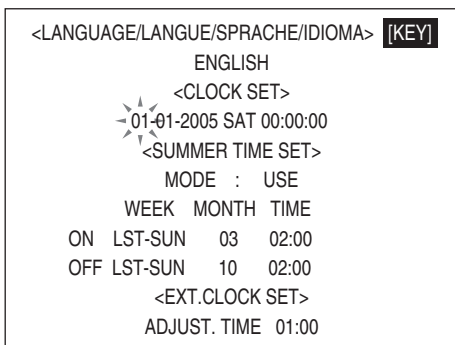 <LANGUAGE/LANGUE/SPRACHE/IDIOMA> [KEY]
ENGLISH
<CLOCK SET>
01-01-2005 SAT 00:00:00
<SUMMER TIME SET>
MODE : USE
WEEK MONTH TIME
ON LST-SUN 03 02:00
OFF LST-SUN 10 02:00
<EXT.CLOCK SET>
ADJUST. TIME 01:00